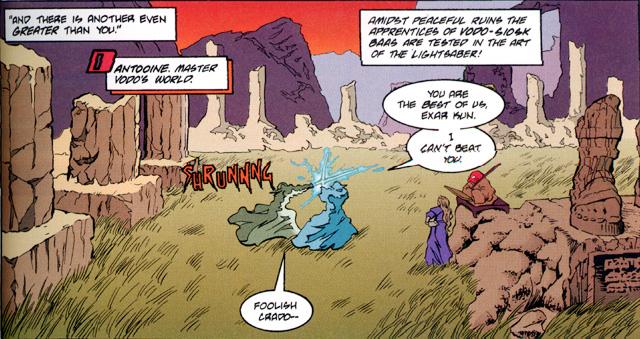 "AND THERE IS ANOTHER EVEN
GREATER THAN YOU."
ANTOOINE. MASTER
VODO'S WORLD.
AMIDST PEACEFUL RUINS THE
APPRENTICES OF VODO-SIOSK
BAAS ARE TESTED IN THE ART
OF THE LIGHTSABER!
YOU ARE
THE BEST OF US,
EXAR KUN.
I
CAN'T BEAT
YOU.
SHRUNNNG
FOOLISH
CRADO--